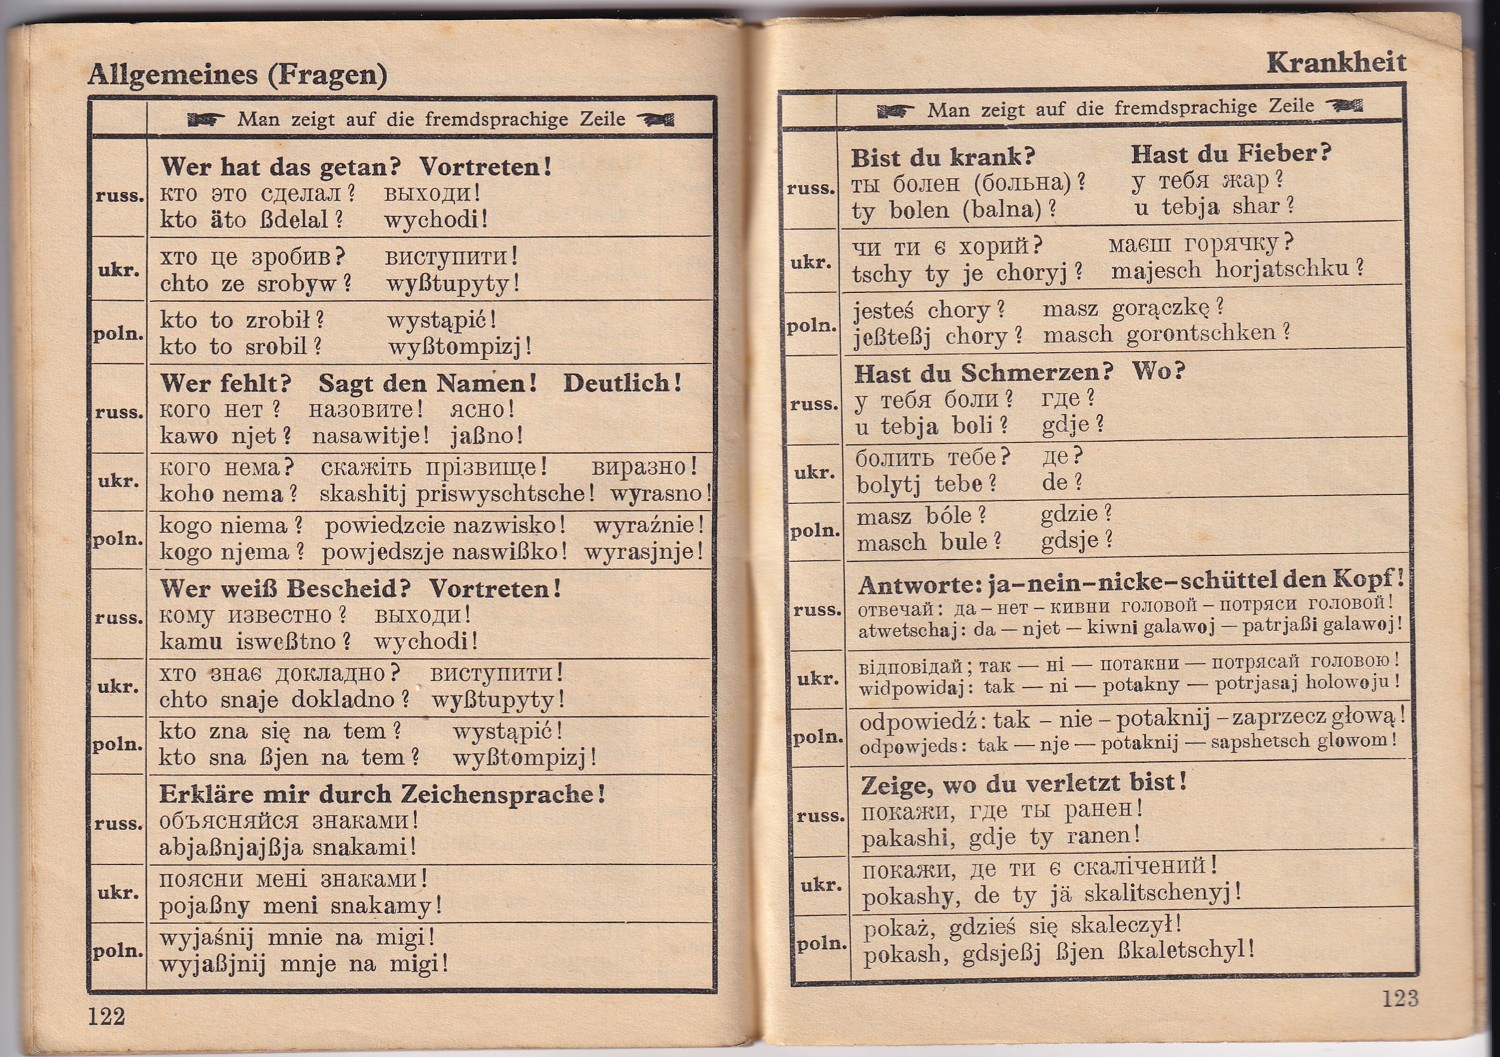 Allgemeines (Fragen)
Man zeigt auf die fremdsprachige Zeile
Wer hat das getan? Vortreten!
russ. кто это сделал? выходи!
kto äto ßdelal? wychodi!
ukr. хто це зробив? виступити!
chto ze srobyw? wyßtupyty!
poln. kto to zrobił? wystąpić!
kto to srobil? wyßtompizj!
Wer fehlt? Sagt den Namen! Deutlich!
russ. кого нет? назовите! ясно!
kawo njet? nasawitje! jaßno!
ukr. кого нема? скажіть прізвище! виразно!
koho nema? skashitj priswyschtsche! wyrasno!
poln. kogo niema? powiedzcie nazwisko! wyraźnie!
kogo njema? powjedszje naswißko! wyrasjnje!
Wer weiß Bescheid? Vortreten!
russ. кому известно? выходи!
kamu isweßtno? wychodi!
ukr. хто знає докладно? виступити!
chto snaje dokladno? wyßtupyty!
poln. kto zna się na tem? wystąpić!
kto sna ßjen na tem? wyßtompizj!
Erkläre mir durch Zeichensprache!
russ. объясняйся знаками!
abjaßnjajßja snakami!
ukr. поясни мені знаками!
pojaßny meni snakamy!
poln. wyjaśnij mnie na migi!
wyjaßjnij mnje na migi!
122
Krankheit
Man zeigt auf die fremdsprachige Zeile
Bist du krank? Hast du Fieber?
russ. ты болен (больна)? у тебя жар?
ty bolen (balna)? u tebja shar?
ukr. чи ти є хорий? маєш горячку?
tschy ty je choryj? majesch horjatschku?
poln. jesteś chory? masz gorączkę?
jeßteßj chory? masch gorontschken?
Hast du Schmerzen? Wo?
russ. у тебя боли? где?
u tebja boli? gdje?
ukr. болить тебе? де?
bolytj tebe? de?
poln. masz bóle? gdzie?
masch bule? gdsje?
Antworte: ja-nein-nicke-schüttel den Kopf!
russ. отвечай: да – нет – кивни головой – потряси головой!
atwetschaj: da — njet — kiwni galawoj — patrjaßi galawoj!
ukr. відповідай; так — ні — потакни — потрясай головою!
widpowidaj: tak — ni — potakny — potrjasaj holowoju!
poln. odpowiedź: tak – nie – potaknij – zaprzecz głową!
odpowjeds: tak — nje — potaknij — sapshetsch glowom!
Zeige, wo du verletzt bist!
russ. покажи, где ты ранен!
pakashi, gdje ty ranen!
ukr. покажи, де ти є скалічений!
pokashy, de ty jä skalitschenyj!
poln. pokaż, gdzieś się skaleczył!
pokash, gdsjeßj ßjen ßkaletschyl!
123